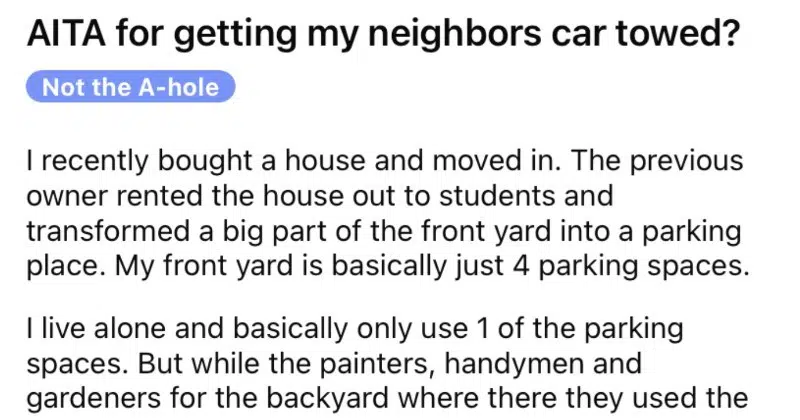 AITA for getting my neighbors car towed?
Not the A-hole
I recently bought a house and moved in. The previous
owner rented the house out to students and
transformed a big part of the front yard into a parking
place. My front yard is basically just 4 parking spaces.
I live alone and basically only use 1 of the parking
spaces. But while the painters, handymen and
gardeners for the backyard where there they used the